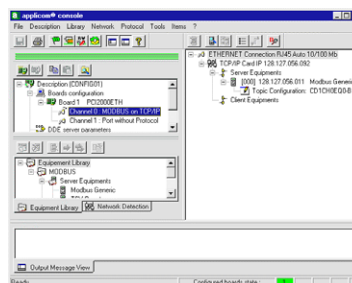 applicom® console
File Description Library Network Protocol Tools Items ?
Description (CONFIG01)
Boards configuration
Board 1 PCI2000ETH
Channel 0 : MODBUS on TCP/IP
Channel 1 : Port without Protocol
DDE server parameters
Equipement Library
MODBUS
Server Equipments
Modbus Generic
Equipment Library
Network Detection
ETHERNET Connection RJ45 Auto 10/100 Mb
TCP/IP Card IP 128.127.056.092
Server Equipments
[000] 128.127.056.011 Modbus Generic
Topic Configuration:
Client Equipments
Output Message View
Ready
Configured boards state :